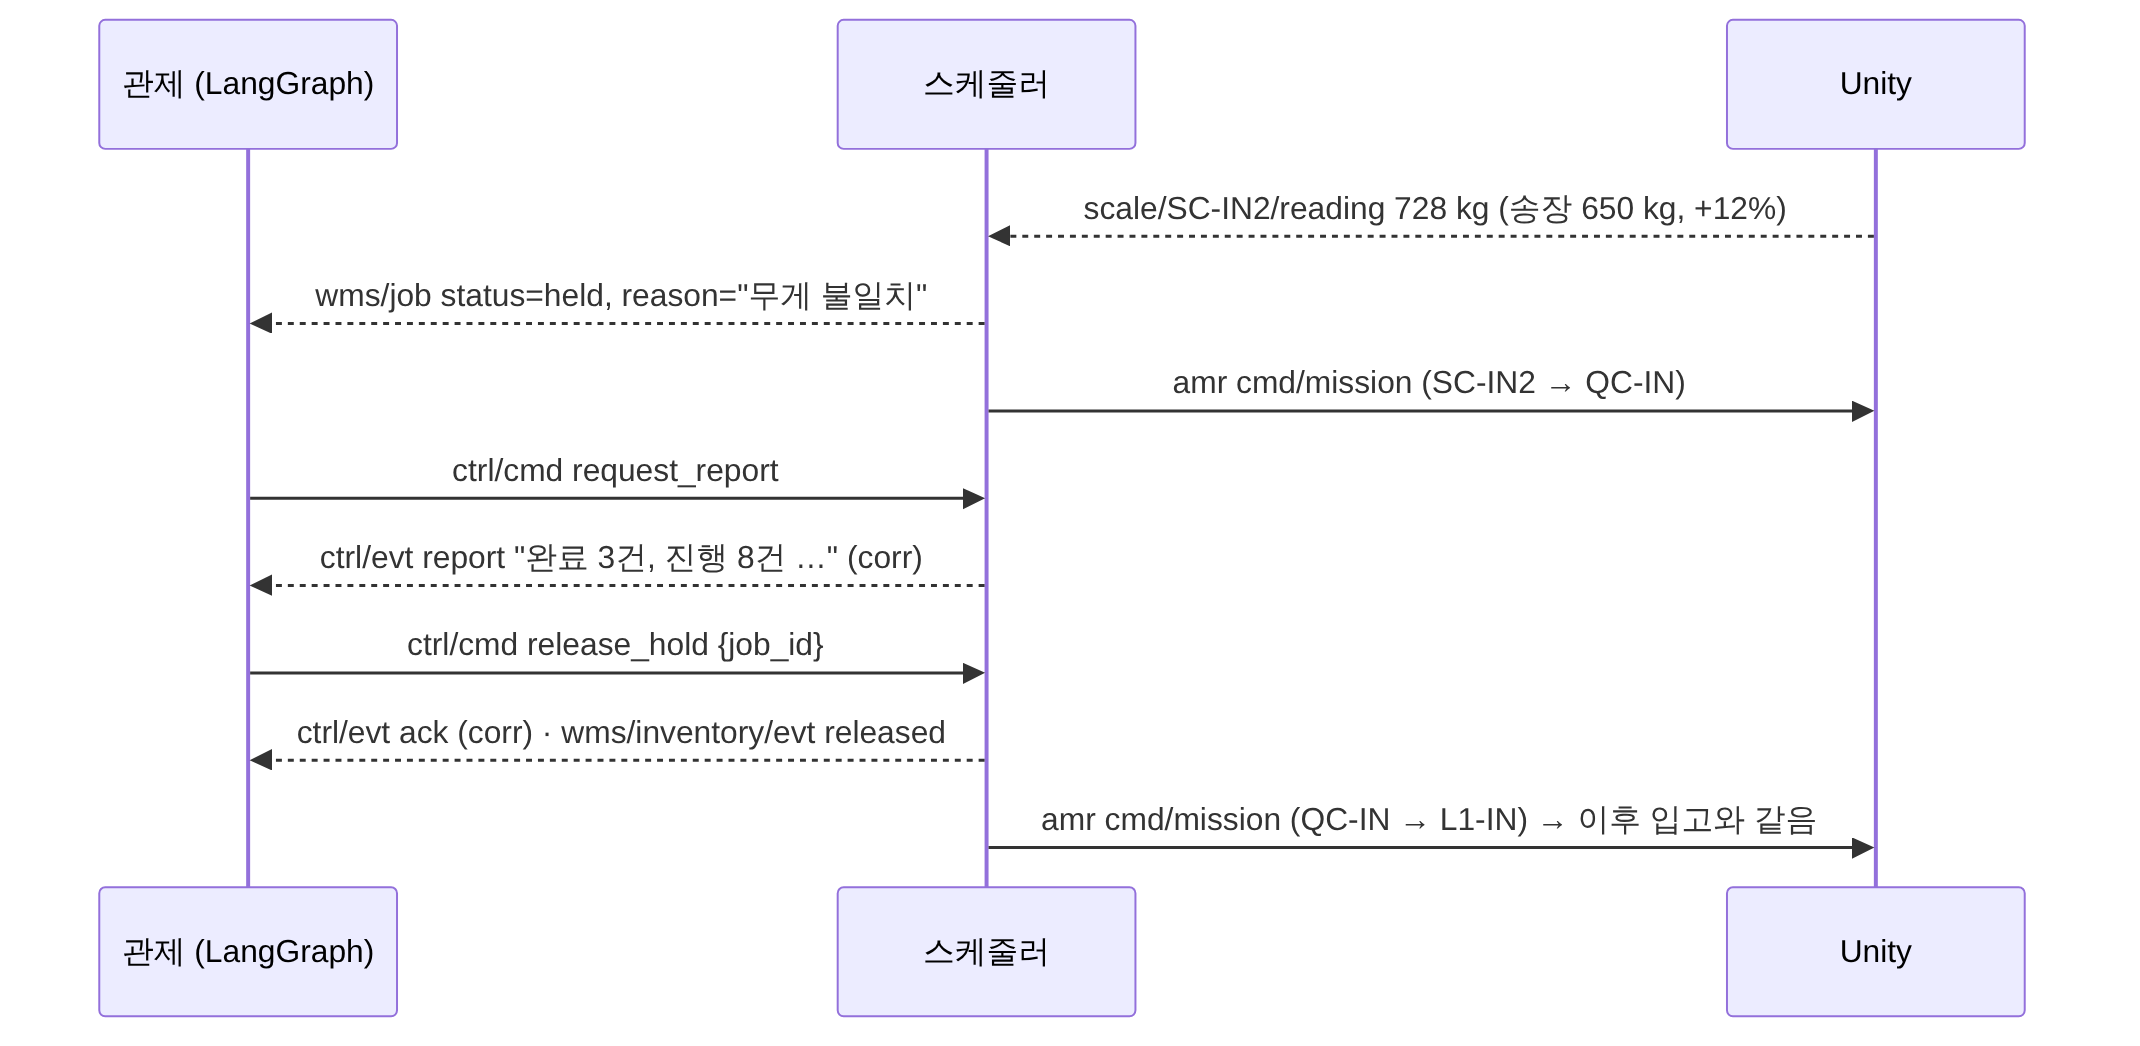 관제 (LangGraph)
스케줄러
Unity
scale/SC-IN2/reading 728 kg (송장 650 kg, +12%)
wms/job status=held, reason="무게 불일치"
amr cmd/mission (SC-IN2 → QC-IN)
ctrl/cmd request_report
ctrl/evt report "완료 3건, 진행 8건 …" (corr)
ctrl/cmd release_hold {job_id}
ctrl/evt ack (corr) · wms/inventory/evt released
amr cmd/mission (QC-IN → L1-IN) → 이후 입고와 같음
관제 (LangGraph)
스케줄러
Unity